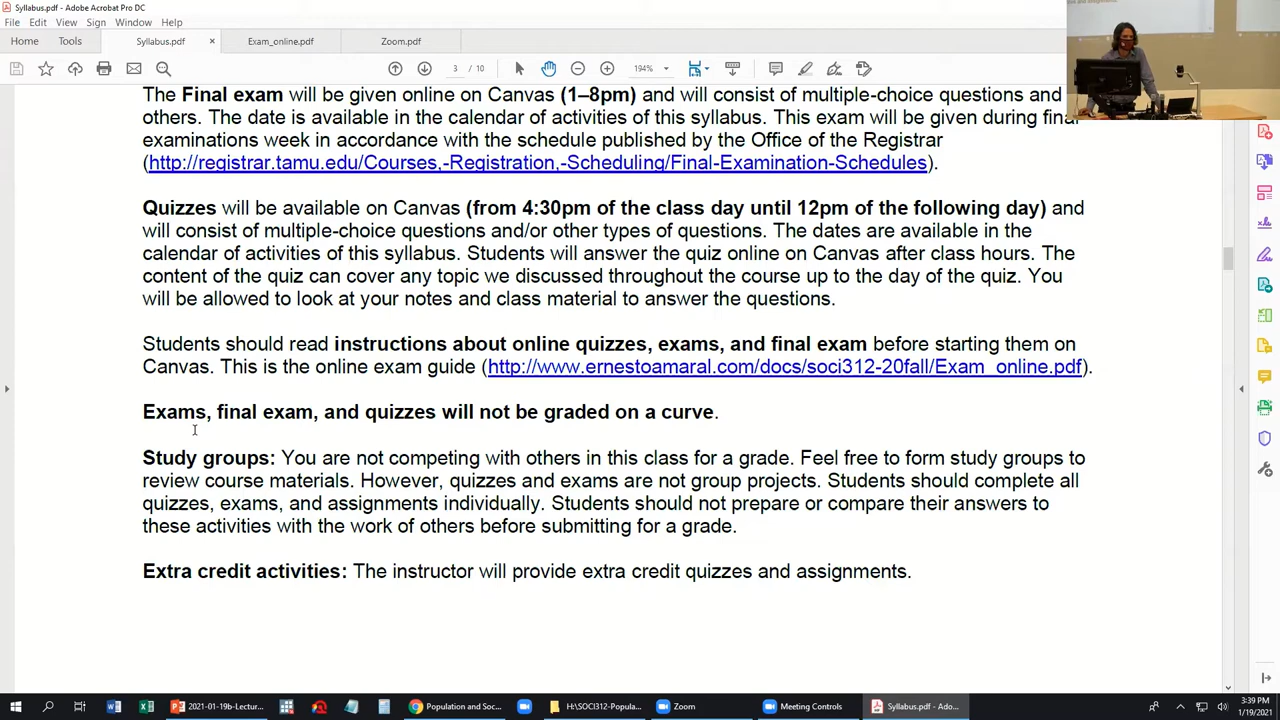 Syllabus.pdf - Adobe Acrobat Pro DC
File Edit View Sign Window Help
Home Tools Syllabus.pdf × Exam_online.pdf Zoom.pdf
3 / 10 194%
The Final exam will be given online on Canvas (1–8pm) and will consist of multiple-choice questions and
others. The date is available in the calendar of activities of this syllabus. This exam will be given during final
examinations week in accordance with the schedule published by the Office of the Registrar
(http://registrar.tamu.edu/Courses,-Registration,-Scheduling/Final-Examination-Schedules).
Quizzes will be available on Canvas (from 4:30pm of the class day until 12pm of the following day) and
will consist of multiple-choice questions and/or other types of questions. The dates are available in the
calendar of activities of this syllabus. Students will answer the quiz online on Canvas after class hours. The
content of the quiz can cover any topic we discussed throughout the course up to the day of the quiz. You
will be allowed to look at your notes and class material to answer the questions.
Students should read instructions about online quizzes, exams, and final exam before starting them on
Canvas. This is the online exam guide (http://www.ernestoamaral.com/docs/soci312-20fall/Exam_online.pdf).
Exams, final exam, and quizzes will not be graded on a curve.
Study groups: You are not competing with others in this class for a grade. Feel free to form study groups to
review course materials. However, quizzes and exams are not group projects. Students should complete all
quizzes, exams, and assignments individually. Students should not prepare or compare their answers to
these activities with the work of others before submitting for a grade.
Extra credit activities: The instructor will provide extra credit quizzes and assignments.
2021-01-19b-Lectur... Population and Soc... H:\SOCI312-Popula... Zoom Meeting Controls Syllabus.pdf - Ado...
3:39 PM
1/19/2021